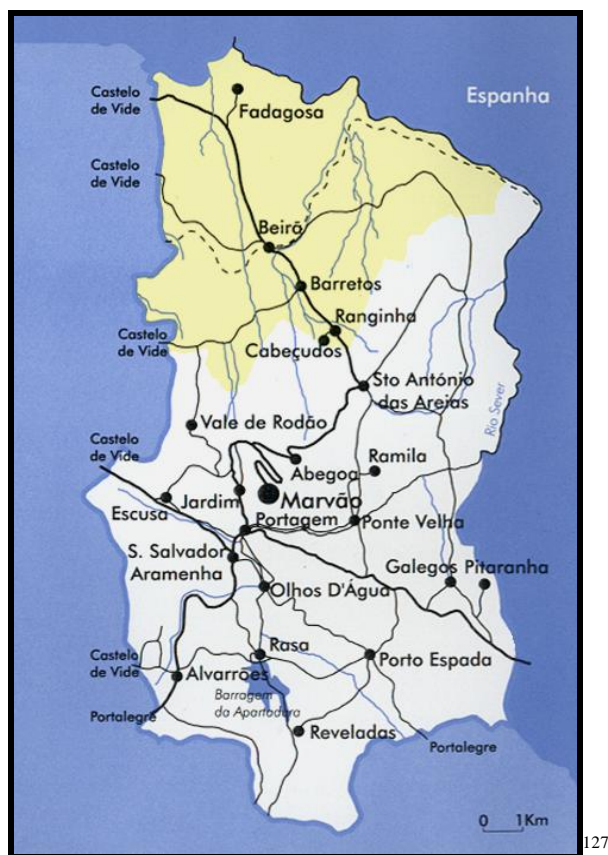 Espanha
Castelo
de Vide
Fadagosa
Castelo
de Vide
Beirã
Barretos
Ranginha
Castelo
de Vide
Cabeçudos
Sto António
das Areias
Rio Sever
Vale de Rodão
Castelo
de Vide
Abegoa
Ramila
Escusa
Jardim
Marvão
Portagem
Ponte Velha
S. Salvador
Aramenha
Galegos
Pitaranha
Olhos D'Água
Rasa
Porto Espada
Castelo
de Vide
Alvarrões
Barragem
da Apartadura
Portalegre
Reveladas
Portalegre
0 1Km
127